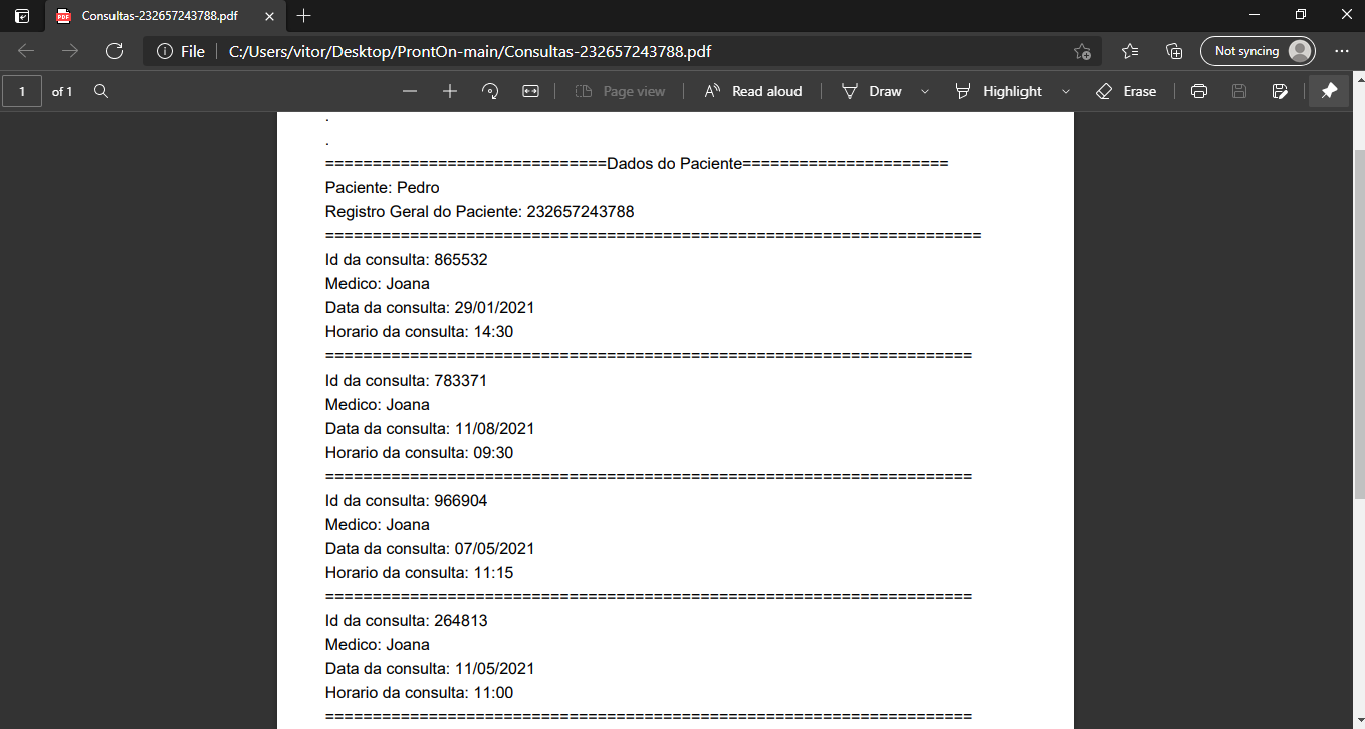 Consultas-232657243788.pdf
File C:/Users/vitor/Desktop/ProntOn-main/Consultas-232657243788.pdf Not syncing
1 of 1 Page view Read aloud Draw Highlight Erase
.
.
==============================Dados do Paciente======================
Paciente: Pedro
Registro Geral do Paciente: 232657243788
======================================================================
Id da consulta: 865532
Medico: Joana
Data da consulta: 29/01/2021
Horario da consulta: 14:30
=====================================================================
Id da consulta: 783371
Medico: Joana
Data da consulta: 11/08/2021
Horario da consulta: 09:30
=====================================================================
Id da consulta: 966904
Medico: Joana
Data da consulta: 07/05/2021
Horario da consulta: 11:15
=====================================================================
Id da consulta: 264813
Medico: Joana
Data da consulta: 11/05/2021
Horario da consulta: 11:00
=====================================================================